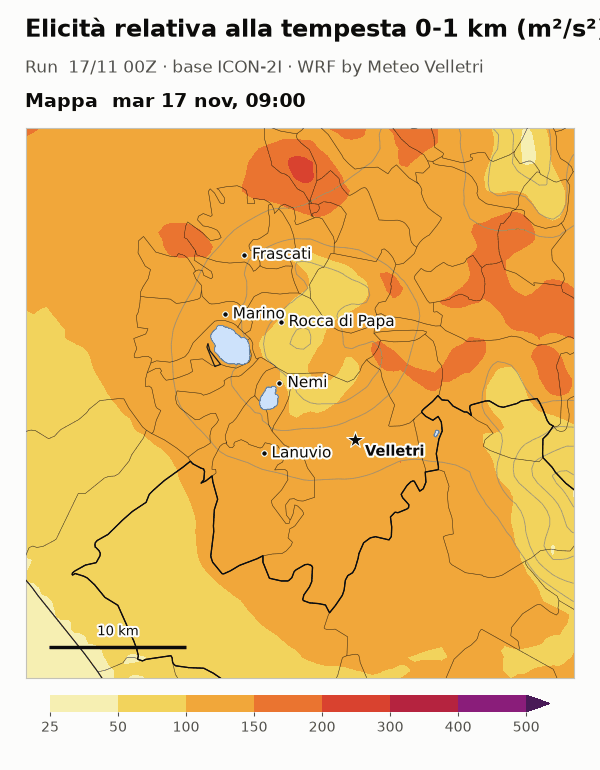 Elicità relativa alla tempesta 0-1 km (m²/s²)
Run  17/11 00Z · base ICON-2I · WRF by Meteo Velletri
Mappa  mar 17 nov, 09:00
Frascati
Marino
Rocca di Papa
Nemi
Velletri
Lanuvio
10 km
25 50 100 150 200 300 400 500